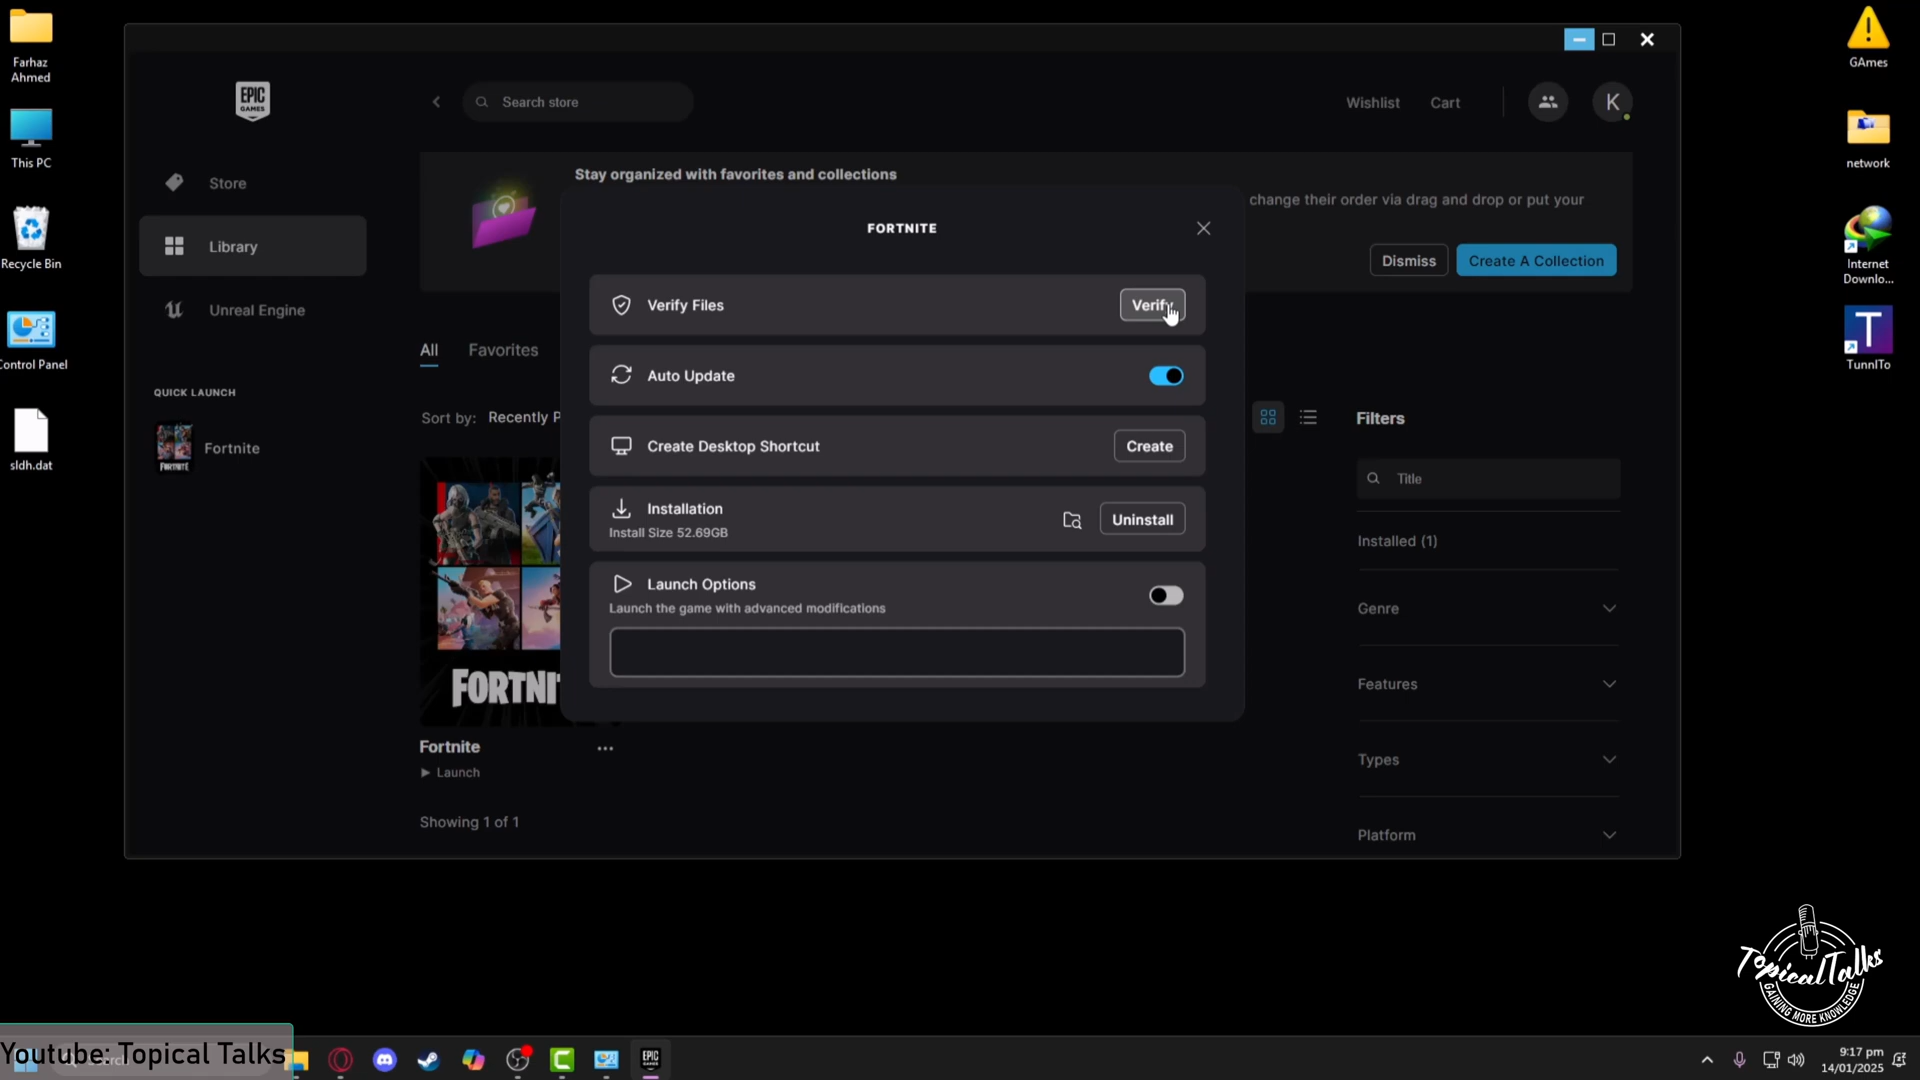 Farhaz
Ahmed
This PC
Recycle Bin
Control Panel
sldh.dat
GAmes
network
Internet
Downlo...
T
TunnlTo
EPIC
GAMES
Search store
Wishlist
Cart
K
Store
Library
Unreal Engine
QUICK LAUNCH
FORTNITE
Fortnite
Stay organized with favorites and collections
change their order via drag and drop or put your
Dismiss
Create A Collection
All
Favorites
Sort by: Recently P
FORTNITE
Verify Files
Verify
Auto Update
Create Desktop Shortcut
Create
Installation
Install Size 52.69GB
Uninstall
Launch Options
Launch the game with advanced modifications
FORTNI
Fortnite
Launch
Showing 1 of 1
Filters
Title
Installed (1)
Genre
Features
Types
Platform
TopicalTalks
GAINING MORE KNOWLEDGE
Youtube: Topical Talks
EPIC
GAMES
9:17 pm
14/01/2025